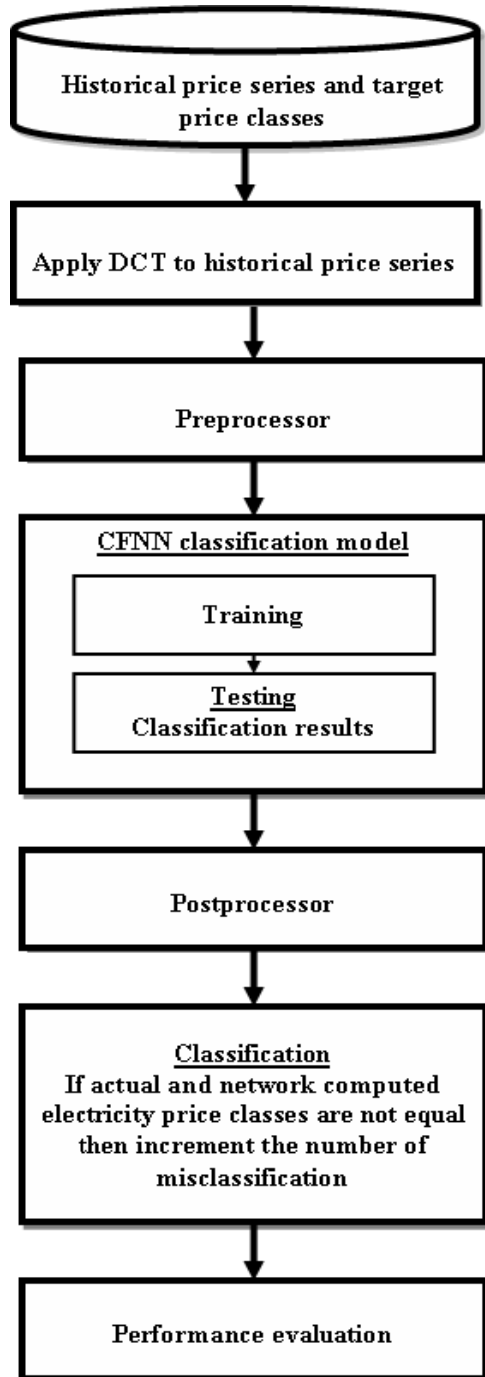 Historical price series and target
price classes
Apply DCT to historical price series
Preprocessor
CFNN classification model
Training
Testing
Classification results
Postprocessor
Classification
If actual and network computed
electricity price classes are not equal
then increment the number of
misclassification
Performance evaluation